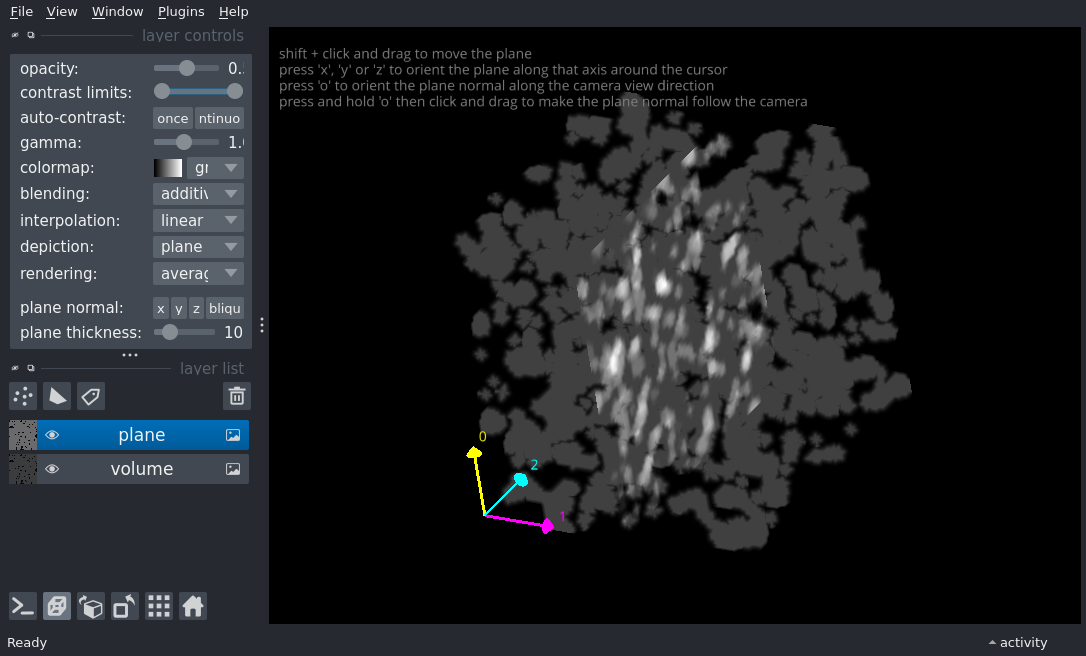 File View Window Plugins Help
layer controls
opacity: 0.
contrast limits:
auto-contrast: once ntinuo
gamma: 1.
colormap: gr
blending: additiv
interpolation: linear
depiction: plane
rendering: averag
plane normal: x y z bliqu
plane thickness: 10
layer list
plane
volume
shift + click and drag to move the plane
press 'x', 'y' or 'z' to orient the plane along that axis around the cursor
press 'o' to orient the plane normal along the camera view direction
press and hold 'o' then click and drag to make the plane normal follow the camera
0
2
1
Ready
activity